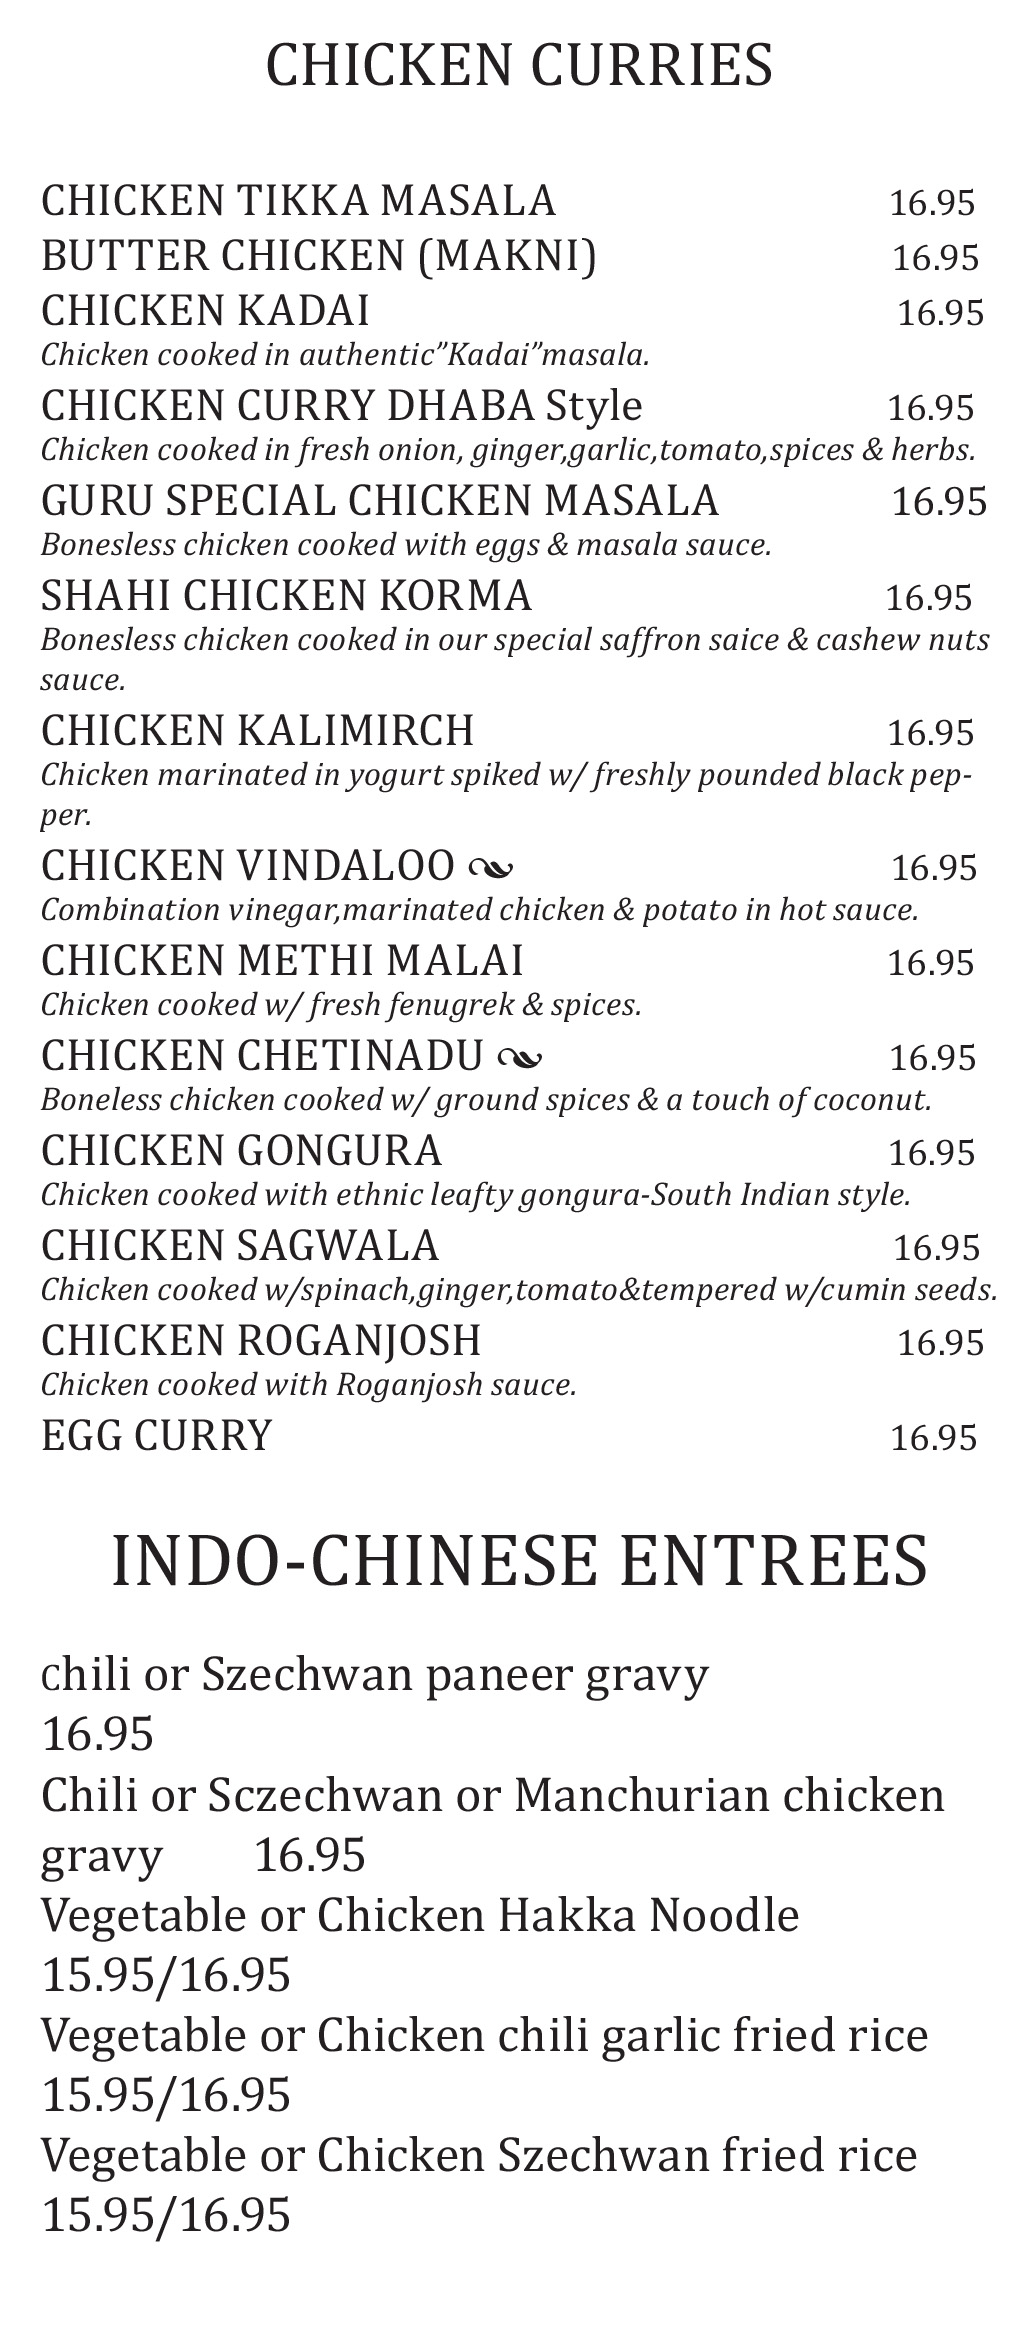 CHICKEN CURRIES
CHICKEN TIKKA MASALA 16.95
BUTTER CHICKEN (MAKNI) 16.95
CHICKEN KADAI 16.95
Chicken cooked in authentic”Kadai”masala.
CHICKEN CURRY DHABA Style 16.95
Chicken cooked in fresh onion, ginger,garlic,tomato,spices & herbs.
GURU SPECIAL CHICKEN MASALA 16.95
Bonesless chicken cooked with eggs & masala sauce.
SHAHI CHICKEN KORMA 16.95
Bonesless chicken cooked in our special saffron saice & cashew nuts
sauce.
CHICKEN KALIMIRCH 16.95
Chicken marinated in yogurt spiked w/ freshly pounded black pep-
per.
CHICKEN VINDALOO 16.95
Combination vinegar,marinated chicken & potato in hot sauce.
CHICKEN METHI MALAI 16.95
Chicken cooked w/ fresh fenugrek & spices.
CHICKEN CHETINADU 16.95
Boneless chicken cooked w/ ground spices & a touch of coconut.
CHICKEN GONGURA 16.95
Chicken cooked with ethnic leafty gongura-South Indian style.
CHICKEN SAGWALA 16.95
Chicken cooked w/spinach,ginger,tomato&tempered w/cumin seeds.
CHICKEN ROGANJOSH 16.95
Chicken cooked with Roganjosh sauce.
EGG CURRY 16.95
INDO-CHINESE ENTREES
Chili or Szechwan paneer gravy
16.95
Chili or Sczechwan or Manchurian chicken
gravy 16.95
Vegetable or Chicken Hakka Noodle
15.95/16.95
Vegetable or Chicken chili garlic fried rice
15.95/16.95
Vegetable or Chicken Szechwan fried rice
15.95/16.95